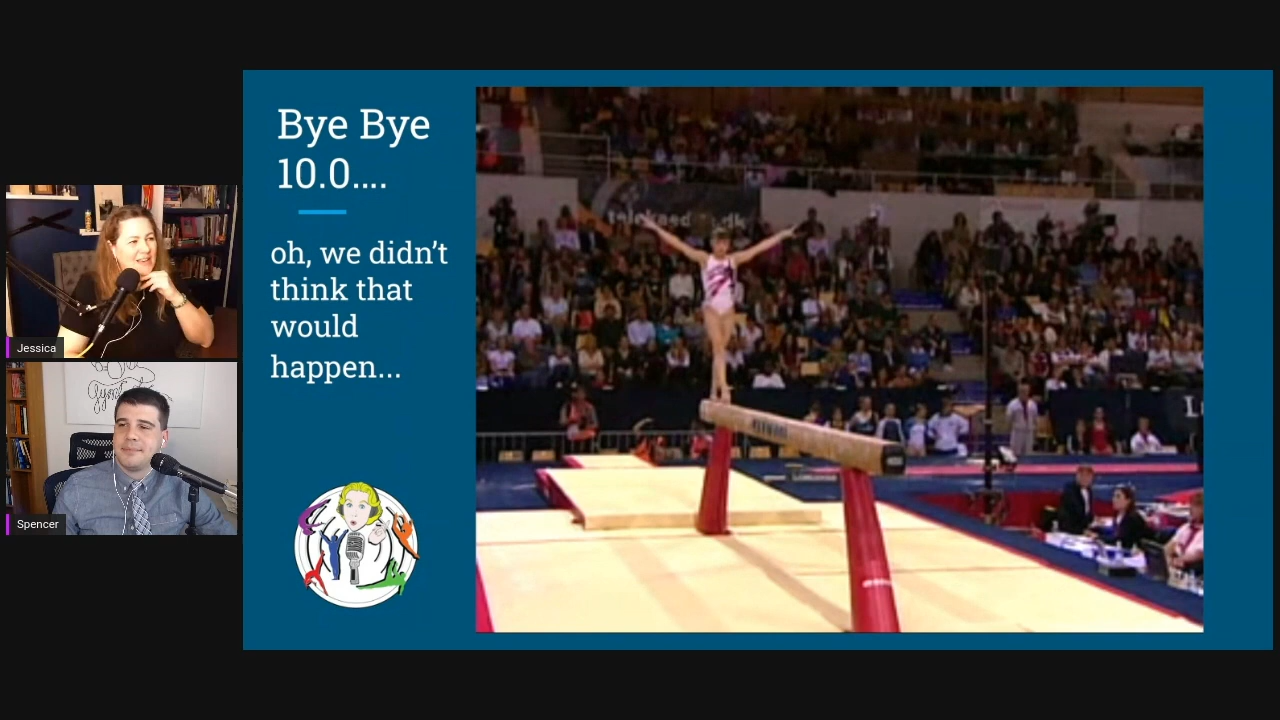 Bye Bye
10.0....
oh, we didn't
think that
would
happen...
Jessica
Spencer